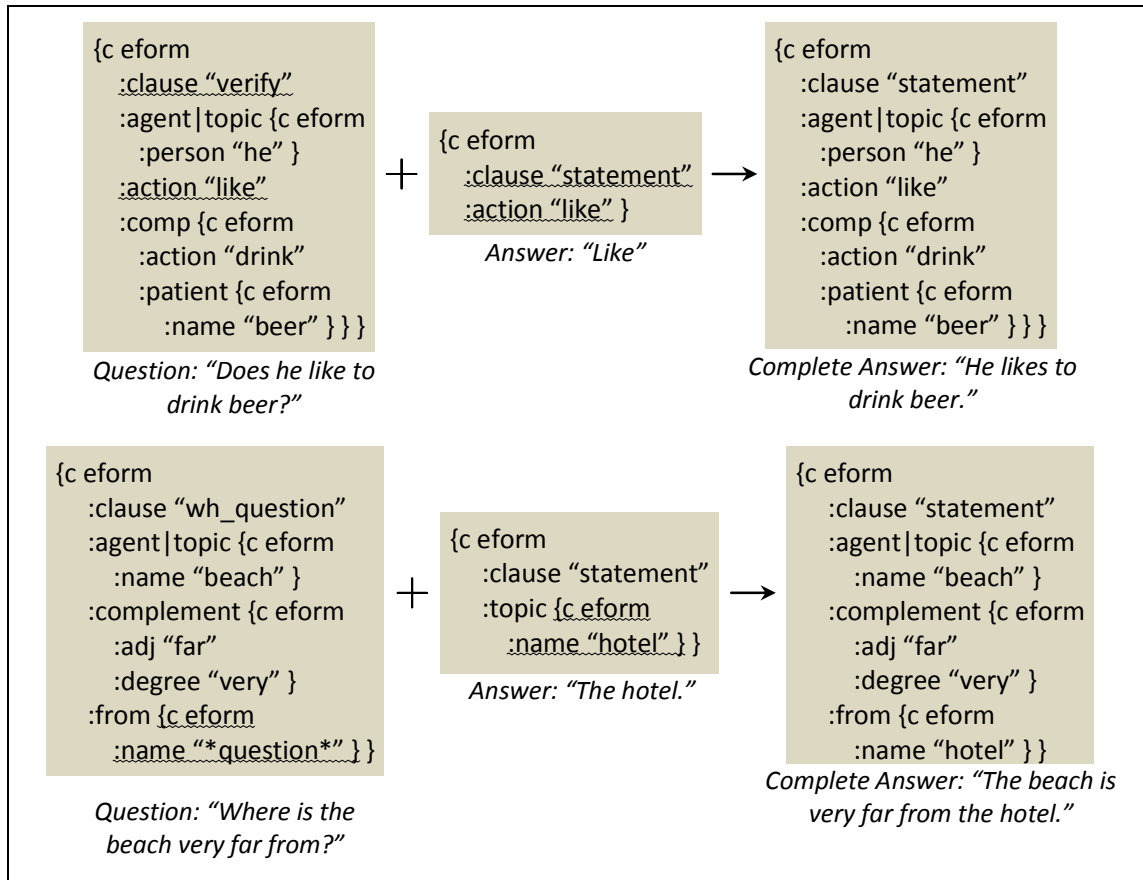 {c eform
:clause “verify”
:agent|topic {c eform
:person “he” }
:action “like”
:comp {c eform
:action “drink”
:patient {c eform
:name “beer” } } }
Question: “Does he like to
drink beer?”
+
{c eform
:clause “statement”
:action “like” }
Answer: “Like”
{c eform
:clause “statement”
:agent|topic {c eform
:person “he” }
:action “like”
:comp {c eform
:action “drink”
:patient {c eform
:name “beer” } } }
Complete Answer: “He likes to
drink beer.”
{c eform
:clause “wh_question”
:agent|topic {c eform
:name “beach” }
:complement {c eform
:adj “far”
:degree “very” }
:from {c eform
:name “*question*” } }
Question: “Where is the
beach very far from?”
+
{c eform
:clause “statement”
:topic {c eform
:name “hotel” } }
Answer: “The hotel.”
{c eform
:clause “statement”
:agent|topic {c eform
:name “beach” }
:complement {c eform
:adj “far”
:degree “very” }
:from {c eform
:name “hotel” } }
Complete Answer: “The beach is
very far from the hotel.”